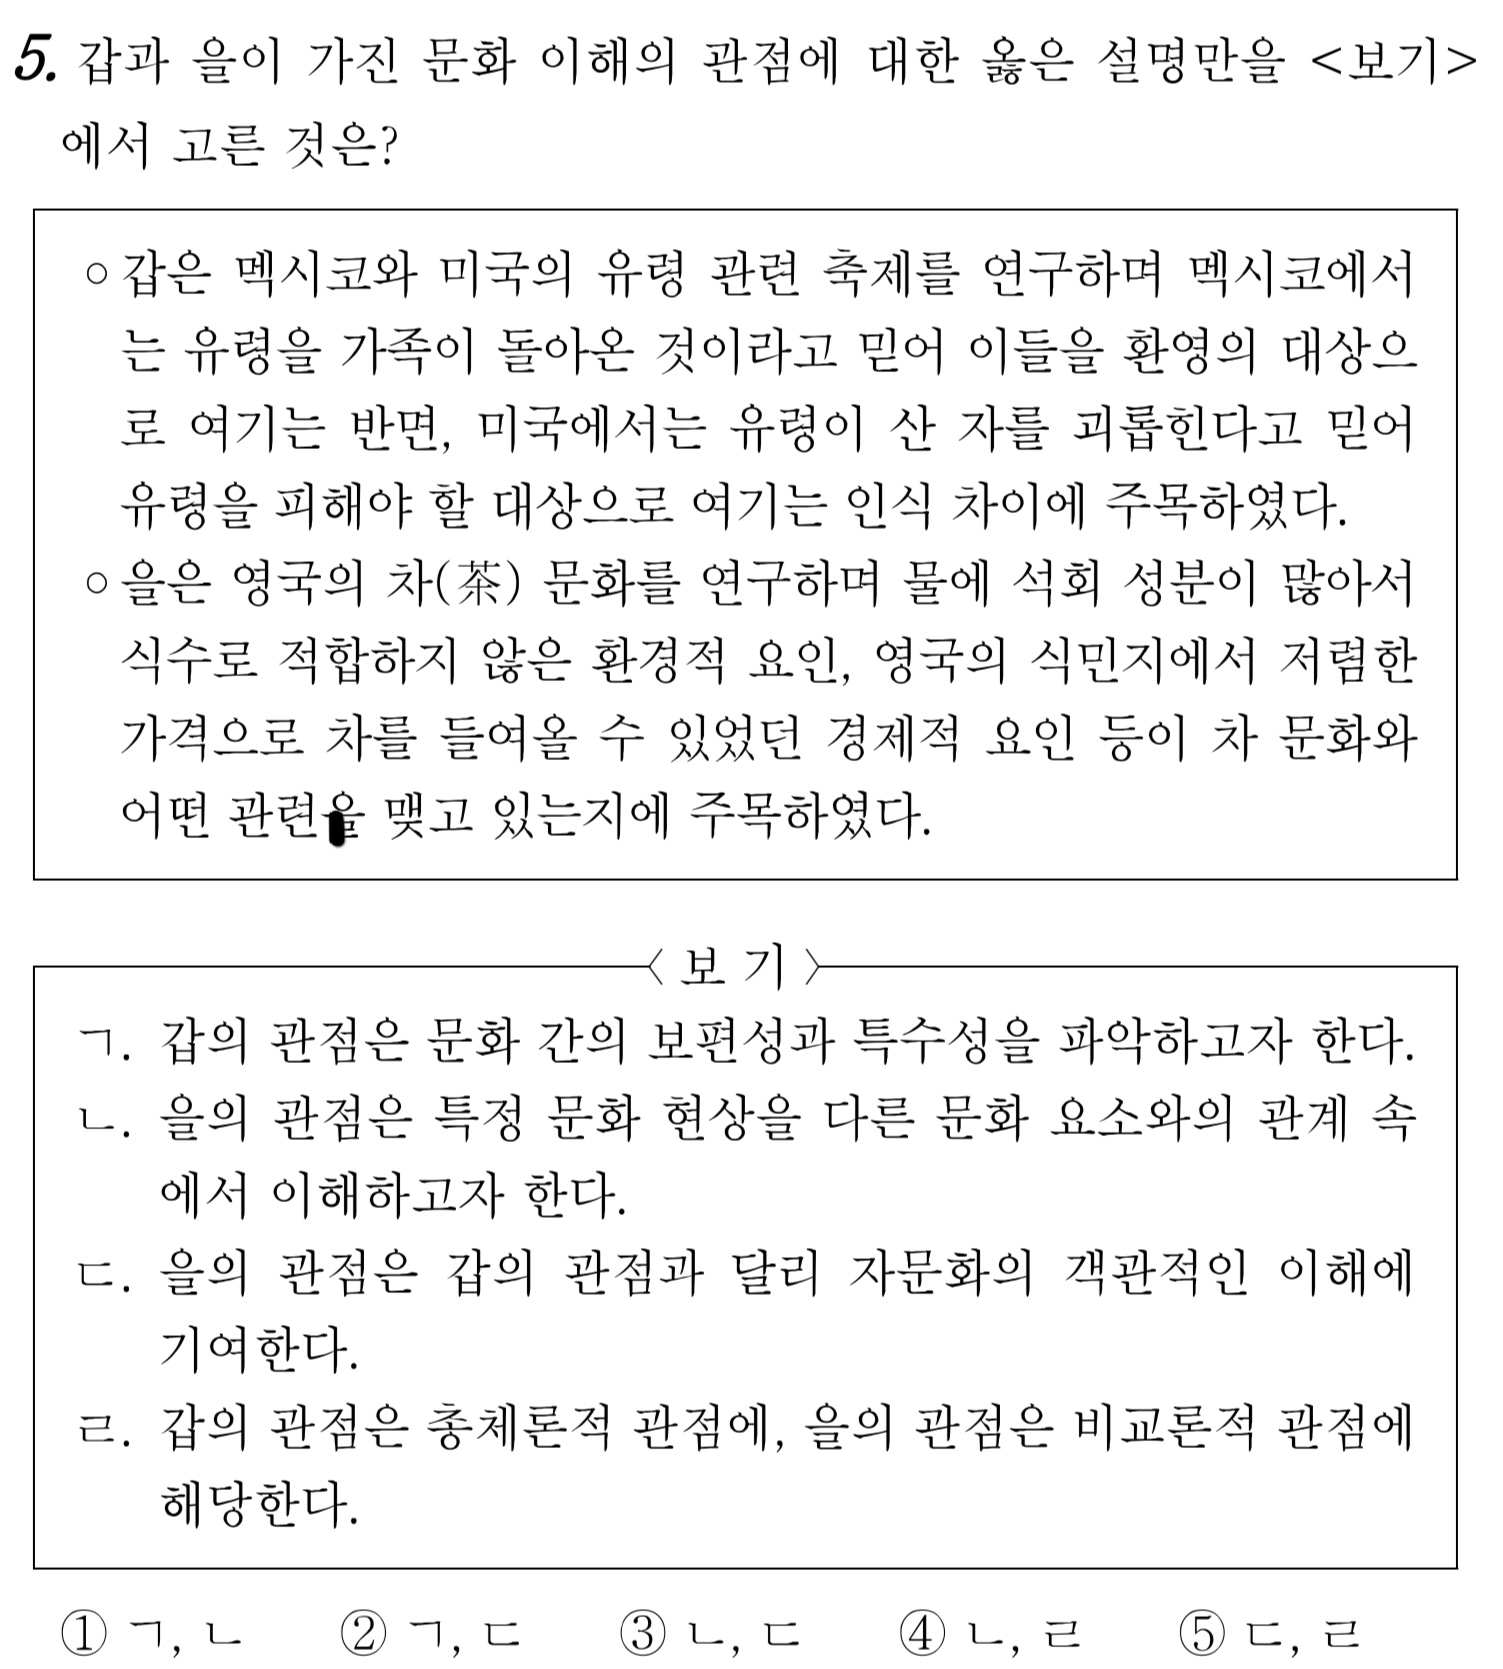 5. 갑과 을이 가진 문화 이해의 관점에 대한 옳은 설명만을 <보기>
에서 고른 것은?
○ 갑은 멕시코와 미국의 유령 관련 축제를 연구하며 멕시코에서
는 유령을 가족이 돌아온 것이라고 믿어 이들을 환영의 대상으
로 여기는 반면, 미국에서는 유령이 산 자를 괴롭힌다고 믿어
유령을 피해야 할 대상으로 여기는 인식 차이에 주목하였다.
○ 을은 영국의 차(茶) 문화를 연구하며 물에 석회 성분이 많아서
식수로 적합하지 않은 환경적 요인, 영국의 식민지에서 저렴한
가격으로 차를 들여올 수 있었던 경제적 요인 등이 차 문화와
어떤 관련을 맺고 있는지에 주목하였다.
〈 보 기 〉
ㄱ. 갑의 관점은 문화 간의 보편성과 특수성을 파악하고자 한다.
ㄴ. 을의 관점은 특정 문화 현상을 다른 문화 요소와의 관계 속
에서 이해하고자 한다.
ㄷ. 을의 관점은 갑의 관점과 달리 자문화의 객관적인 이해에
기여한다.
ㄹ. 갑의 관점은 총체론적 관점에, 을의 관점은 비교론적 관점에
해당한다.
① ㄱ, ㄴ ② ㄱ, ㄷ ③ ㄴ, ㄷ ④ ㄴ, ㄹ ⑤ ㄷ, ㄹ